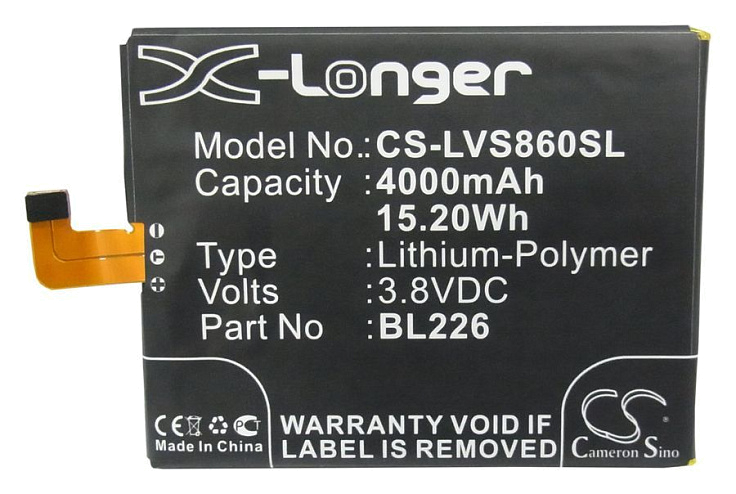 X-Longer
Model No.: CS-LVS860SL
Capacity : 4000mAh
15.20Wh
Type : Lithium-Polymer
Volts : 3.8VDC
Part No : BL226
WARRANTY VOID IF
LABEL IS REMOVED
Made In China
CS
Cameron Sino